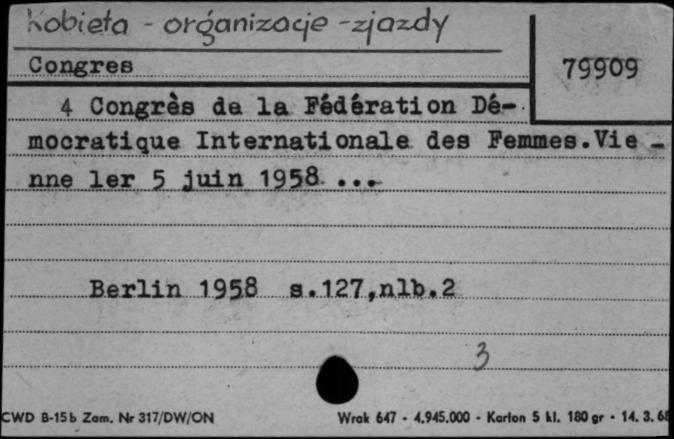 Kobieta - organizacje - zjazdy
Congres
79909
4 Congrès de la Fédération Dé-
mocratique Internationale des Femmes.Vie -
nne 1er 5 juin 1958 ...
Berlin 1958 s.127,nlb.2
3
CWD B-15b Zam. Nr 317/DW/ON
Wrak 647 - 4.945.000 - Karton 5 kl. 180 gr - 14. 3. 68